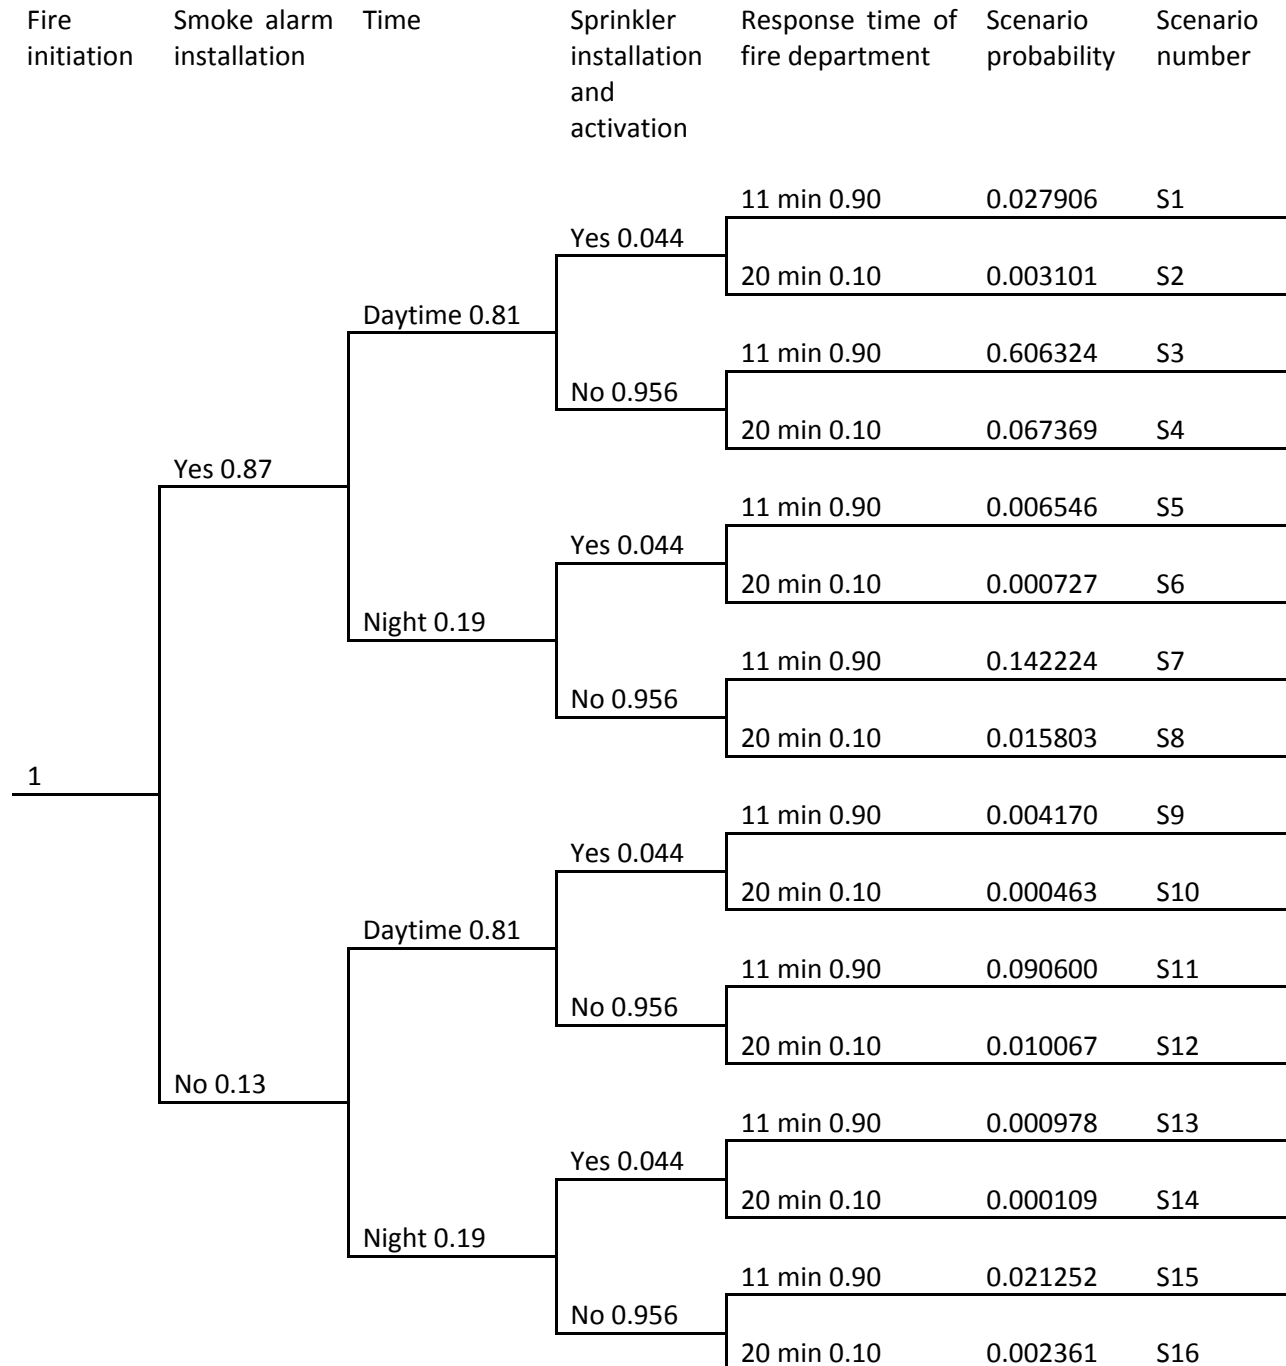 Fire initiation
Smoke alarm installation
Time
Sprinkler installation and activation
Response time of fire department
Scenario probability
Scenario number
11 min 0.90 0.027906 S1
Yes 0.044
20 min 0.10 0.003101 S2
Daytime 0.81
11 min 0.90 0.606324 S3
No 0.956
20 min 0.10 0.067369 S4
Yes 0.87
11 min 0.90 0.006546 S5
Yes 0.044
20 min 0.10 0.000727 S6
Night 0.19
11 min 0.90 0.142224 S7
No 0.956
20 min 0.10 0.015803 S8
1
11 min 0.90 0.004170 S9
Yes 0.044
20 min 0.10 0.000463 S10
Daytime 0.81
11 min 0.90 0.090600 S11
No 0.956
20 min 0.10 0.010067 S12
No 0.13
11 min 0.90 0.000978 S13
Yes 0.044
20 min 0.10 0.000109 S14
Night 0.19
11 min 0.90 0.021252 S15
No 0.956
20 min 0.10 0.002361 S16